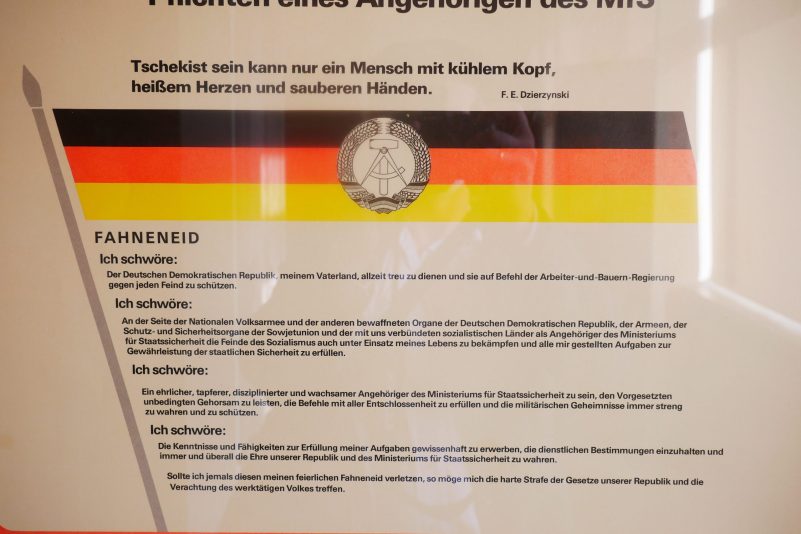 Pflichten eines Angehörigen des MfS
Tschekist sein kann nur ein Mensch mit kühlem Kopf,
heißem Herzen und sauberen Händen.
F. E. Dzierzynski
FAHNENEID
Ich schwöre:
Der Deutschen Demokratischen Republik, meinem Vaterland, allzeit treu zu dienen und sie auf Befehl der Arbeiter-und-Bauern-Regierung
gegen jeden Feind zu schützen.
Ich schwöre:
An der Seite der Nationalen Volksarmee und der anderen bewaffneten Organe der Deutschen Demokratischen Republik, der Armeen, der
Schutz- und Sicherheitsorgane der Sowjetunion und der mit uns verbündeten sozialistischen Länder als Angehöriger des Ministeriums
für Staatssicherheit die Feinde des Sozialismus auch unter Einsatz meines Lebens zu bekämpfen und alle mir gestellten Aufgaben zur
Gewährleistung der staatlichen Sicherheit zu erfüllen.
Ich schwöre:
Ein ehrlicher, tapferer, disziplinierter und wachsamer Angehöriger des Ministeriums für Staatssicherheit zu sein, den Vorgesetzten
unbedingten Gehorsam zu leisten, die Befehle mit aller Entschlossenheit zu erfüllen und die militärischen Geheimnisse immer streng
zu wahren und zu schützen.
Ich schwöre:
Die Kenntnisse und Fähigkeiten zur Erfüllung meiner Aufgaben gewissenhaft zu erwerben, die dienstlichen Bestimmungen einzuhalten und
immer und überall die Ehre unserer Republik und des Ministeriums für Staatssicherheit zu wahren.
Sollte ich jemals diesen meinen feierlichen Fahneneid verletzen, so möge mich die harte Strafe der Gesetze unserer Republik und die
Verachtung des werktätigen Volkes treffen.